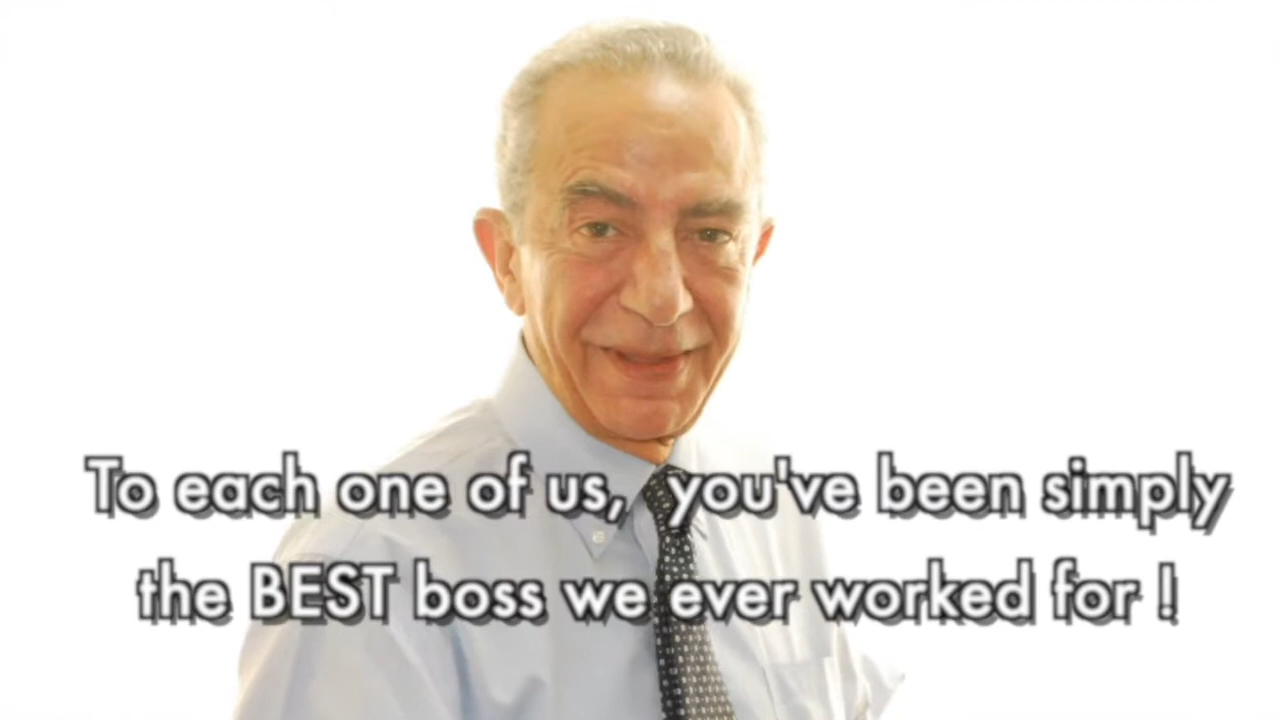 To each one of us, you've been simply
the BEST boss we ever worked for !